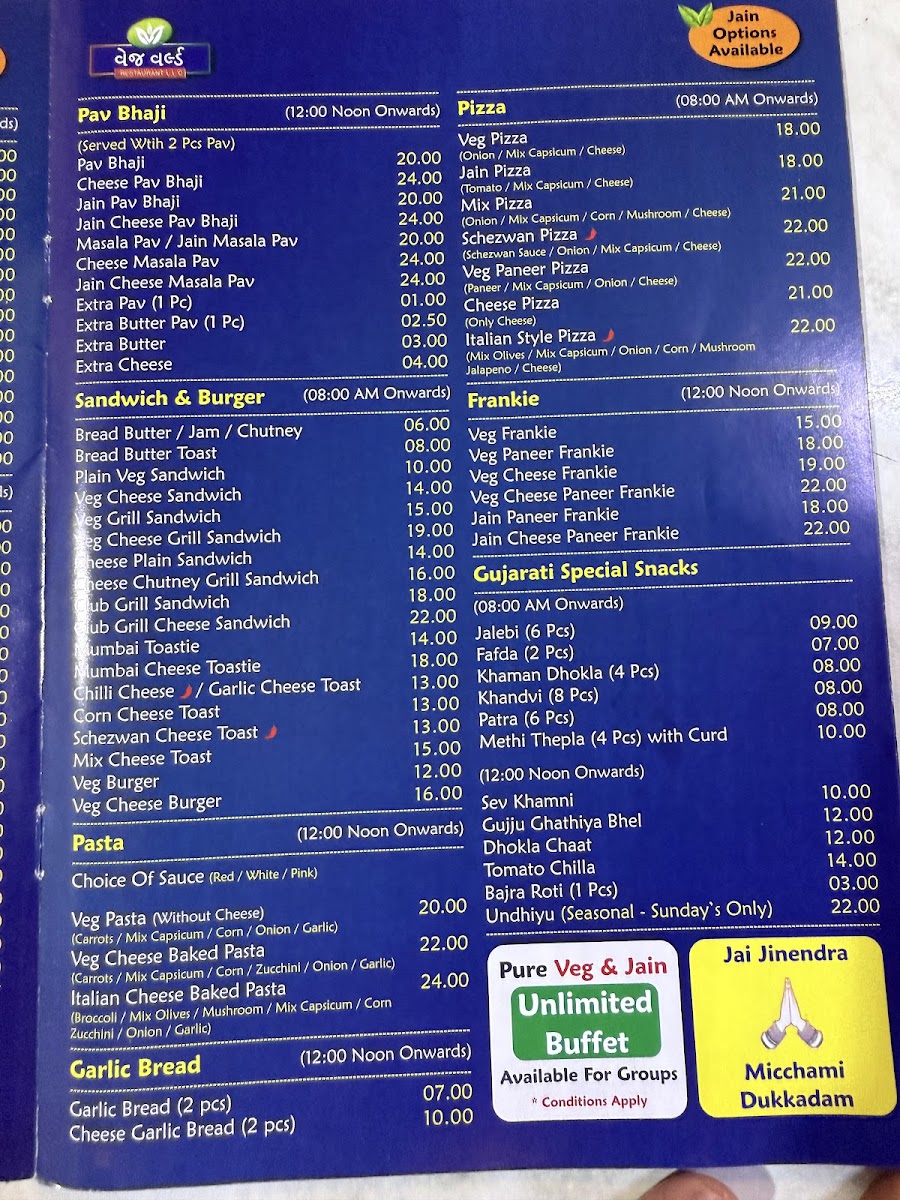 વેજ વર્લ્ડ
RESTAURANT L.L.C
Jain
Options
Available
Pav Bhaji (12:00 Noon Onwards)
(Served Wtih 2 Pcs Pav)
Pav Bhaji 20.00
Cheese Pav Bhaji 24.00
Jain Pav Bhaji 20.00
Jain Cheese Pav Bhaji 24.00
Masala Pav / Jain Masala Pav 20.00
Cheese Masala Pav 24.00
Jain Cheese Masala Pav 24.00
Extra Pav (1 Pc) 01.00
Extra Butter Pav (1 Pc) 02.50
Extra Butter 03.00
Extra Cheese 04.00
Sandwich & Burger (08:00 AM Onwards)
Bread Butter / Jam / Chutney 06.00
Bread Butter Toast 08.00
Plain Veg Sandwich 10.00
Veg Cheese Sandwich 14.00
Veg Grill Sandwich 15.00
Veg Cheese Grill Sandwich 19.00
Cheese Plain Sandwich 14.00
Cheese Chutney Grill Sandwich 16.00
Club Grill Sandwich 18.00
Club Grill Cheese Sandwich 22.00
Mumbai Toastie 14.00
Mumbai Cheese Toastie 18.00
Chilli Cheese / Garlic Cheese Toast 13.00
Corn Cheese Toast 13.00
Schezwan Cheese Toast 13.00
Mix Cheese Toast 15.00
Veg Burger 12.00
Veg Cheese Burger 16.00
Pasta (12:00 Noon Onwards)
Choice Of Sauce (Red / White / Pink)
Veg Pasta (Without Cheese) 20.00
(Carrots / Mix Capsicum / Corn / Onion / Garlic)
Veg Cheese Baked Pasta 22.00
(Carrots / Mix Capsicum / Corn / Zucchini / Onion / Garlic)
Italian Cheese Baked Pasta 24.00
(Broccoli / Mix Olives / Mushroom / Mix Capsicum / Corn
Zucchini / Onion / Garlic)
Garlic Bread (12:00 Noon Onwards)
Garlic Bread (2 pcs) 07.00
Cheese Garlic Bread (2 pcs) 10.00
Pizza (08:00 AM Onwards)
Veg Pizza 18.00
(Onion / Mix Capsicum / Cheese)
Jain Pizza 18.00
(Tomato / Mix Capsicum / Cheese)
Mix Pizza 21.00
(Onion / Mix Capsicum / Corn / Mushroom / Cheese)
Schezwan Pizza 22.00
(Schezwan Sauce / Onion / Mix Capsicum / Cheese)
Veg Paneer Pizza 22.00
(Paneer / Mix Capsicum / Onion / Cheese)
Cheese Pizza 21.00
(Only Cheese)
Italian Style Pizza 22.00
(Mix Olives / Mix Capsicum / Onion / Corn / Mushroom
Jalapeno / Cheese)
Frankie (12:00 Noon Onwards)
Veg Frankie 15.00
Veg Paneer Frankie 18.00
Veg Cheese Frankie 19.00
Veg Cheese Paneer Frankie 22.00
Jain Paneer Frankie 18.00
Jain Cheese Paneer Frankie 22.00
Gujarati Special Snacks
(08:00 AM Onwards)
Jalebi (6 Pcs) 09.00
Fafda (2 Pcs) 07.00
Khaman Dhokla (4 Pcs) 08.00
Khandvi (8 Pcs) 08.00
Patra (6 Pcs) 08.00
Methi Thepla (4 Pcs) with Curd 10.00
(12:00 Noon Onwards)
Sev Khamni 10.00
Gujju Ghathiya Bhel 12.00
Dhokla Chaat 12.00
Tomato Chilla 14.00
Bajra Roti (1 Pcs) 03.00
Undhiyu (Seasonal - Sunday`s Only) 22.00
Pure Veg & Jain
Unlimited
Buffet
Available For Groups
* Conditions Apply
Jai Jinendra
Micchami
Dukkadam